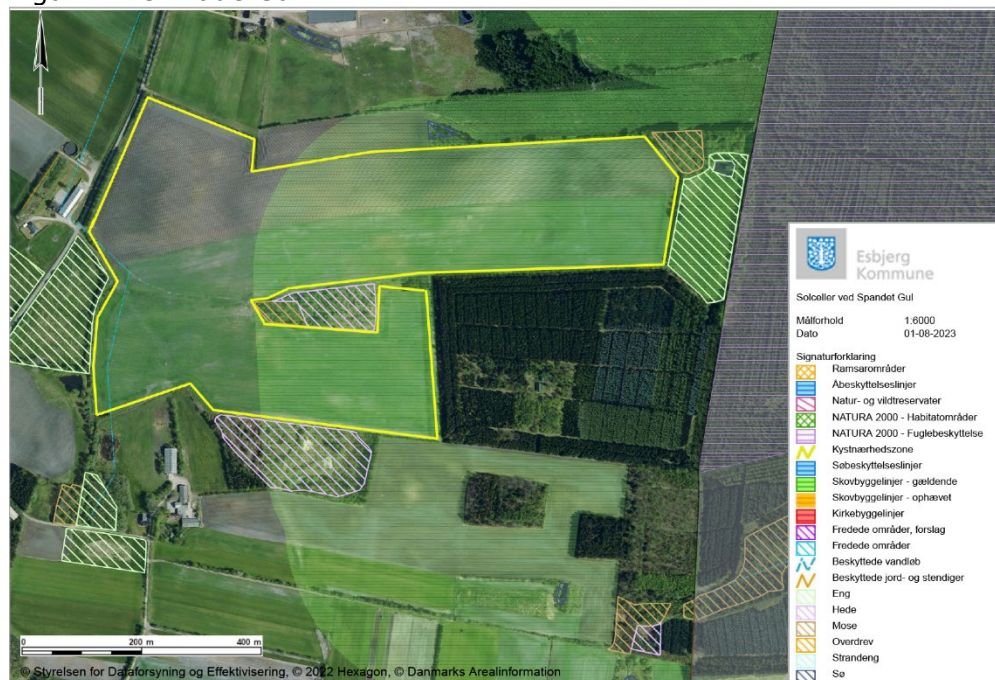 Esbjerg
Kommune
Solceller ved Spandet Gul
Målforhold 1:6000
Dato 01-08-2023
Signaturforklaring
Ramsarområder
Åbeskyttelseslinjer
Natur- og vildtreservater
NATURA 2000 - Habitatområder
NATURA 2000 - Fuglebeskyttelse
Kystnærhedszone
Søbeskyttelseslinjer
Skovbyggelinjer - gældende
Skovbyggelinjer - ophævet
Kirkebyggelinjer
Fredede områder, forslag
Fredede områder
Beskyttede vandløb
Beskyttede jord- og stendiger
Eng
Hede
Mose
Overdrev
Strandeng
Sø
0 200 m 400 m
© Styrelsen for Dataforsyning og Effektivisering, © 2022 Hexagon, © Danmarks Arealinformation